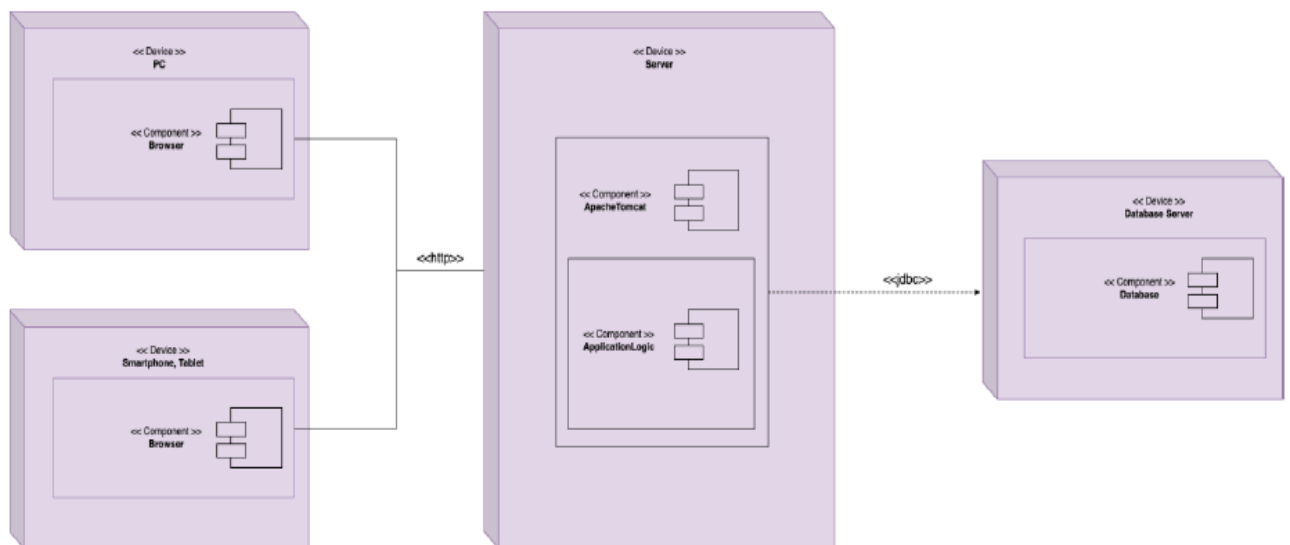 << Device >>
PC
<< Component >>
Browser
<< Device >>
Smartphone, Tablet
<< Component >>
Browser
<<http>>
<< Device >>
Server
<< Component >>
ApacheTomcat
<< Component >>
ApplicationLogic
<<jdbc>>
<< Device >>
Database Server
<< Component >>
Database